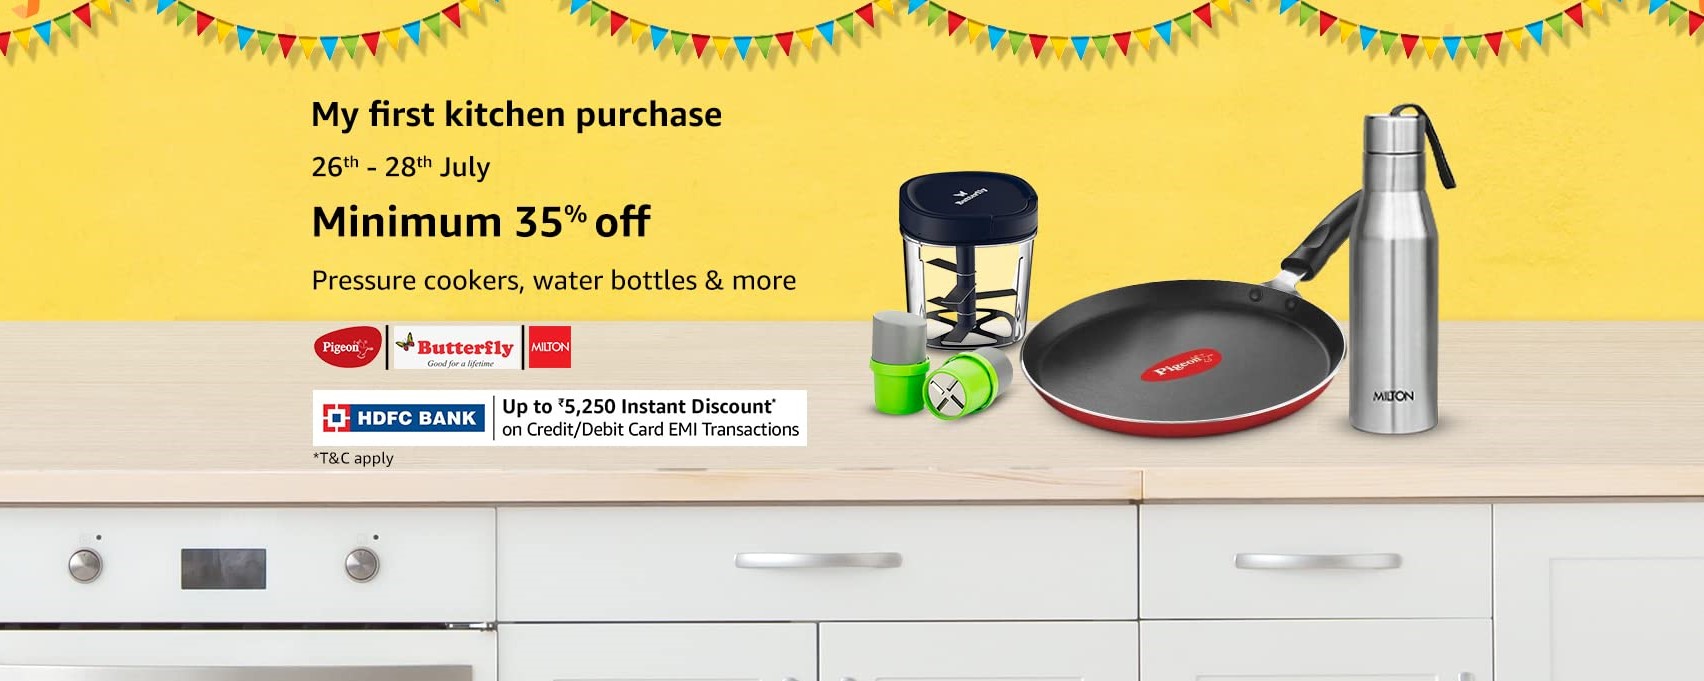 My first kitchen purchase
26th - 28th July
Minimum 35% off
Pressure cookers, water bottles & more
Pigeon
Butterfly
Good for a lifetime
MILTON
HDFC BANK
Up to ₹5,250 Instant Discount*
on Credit/Debit Card EMI Transactions
*T&C apply
Butterfly
Pigeon
MILTON